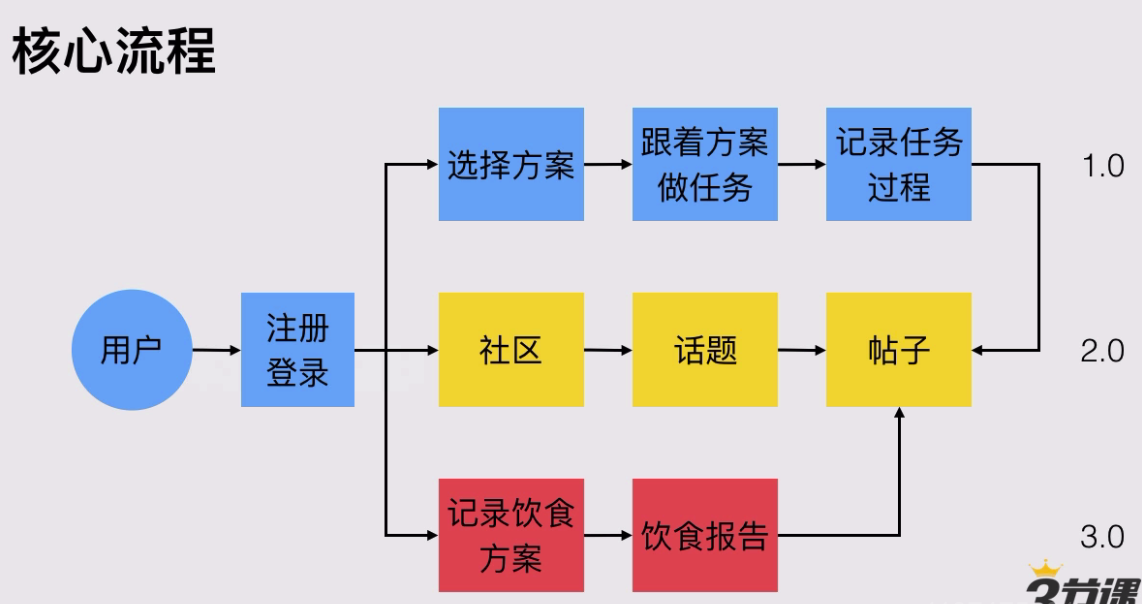 核心流程
选择方案
跟着方案
做任务
记录任务
过程
1.0
用户
注册
登录
社区
话题
帖子
2.0
记录饮食
方案
饮食报告
3.0
3节课